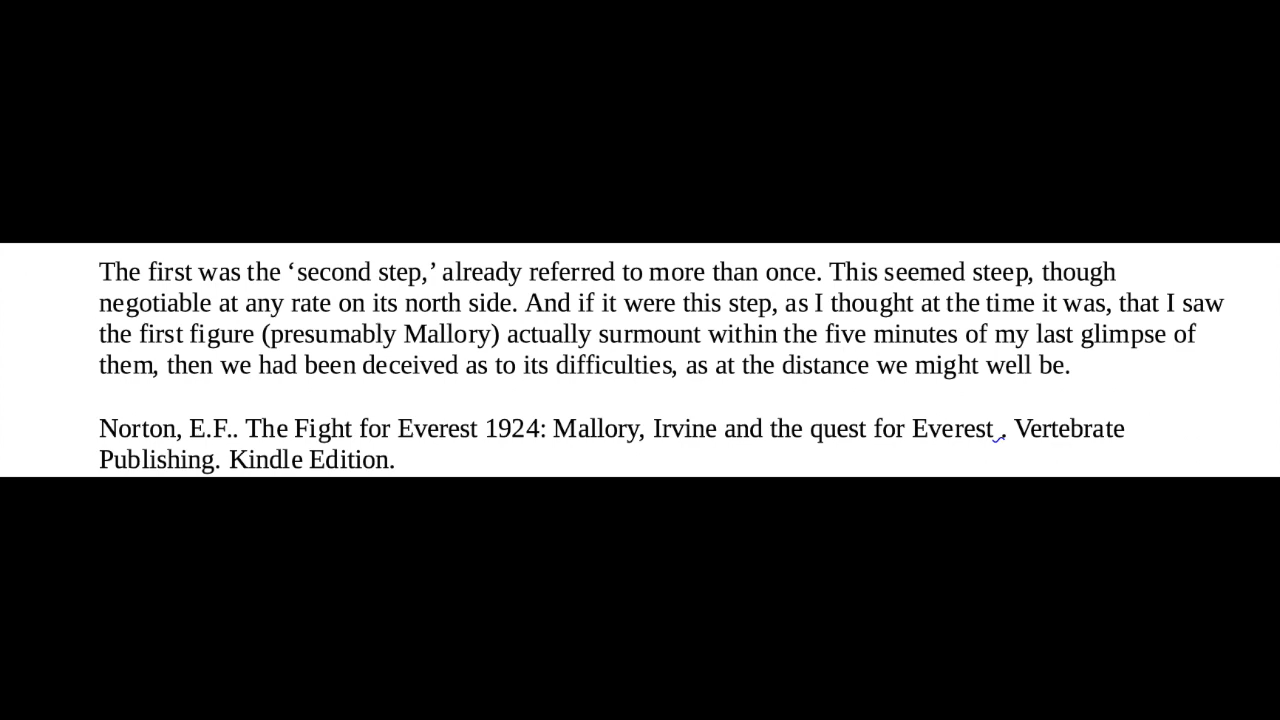 The first was the ‘second step,’ already referred to more than once. This seemed steep, though
negotiable at any rate on its north side. And if it were this step, as I thought at the time it was, that I saw
the first figure (presumably Mallory) actually surmount within the five minutes of my last glimpse of
them, then we had been deceived as to its difficulties, as at the distance we might well be.
Norton, E.F.. The Fight for Everest 1924: Mallory, Irvine and the quest for Everest . Vertebrate
Publishing. Kindle Edition.